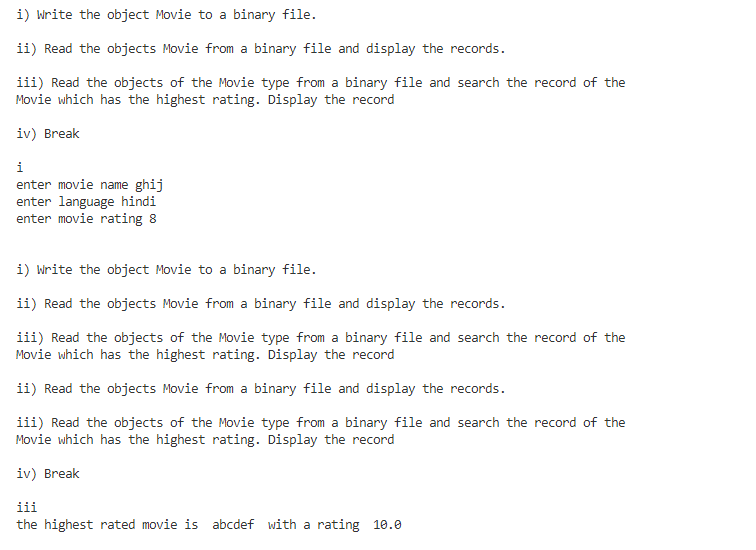 i) Write the object Movie to a binary file.
ii) Read the objects Movie from a binary file and display the records.
iii) Read the objects of the Movie type from a binary file and search the record of the
Movie which has the highest rating. Display the record
iv) Break
i
enter movie name ghij
enter language hindi
enter movie rating 8
i) Write the object Movie to a binary file.
ii) Read the objects Movie from a binary file and display the records.
iii) Read the objects of the Movie type from a binary file and search the record of the
Movie which has the highest rating. Display the record
ii) Read the objects Movie from a binary file and display the records.
iii) Read the objects of the Movie type from a binary file and search the record of the
Movie which has the highest rating. Display the record
iv) Break
iii
the highest rated movie is  abcdef  with a rating  10.0